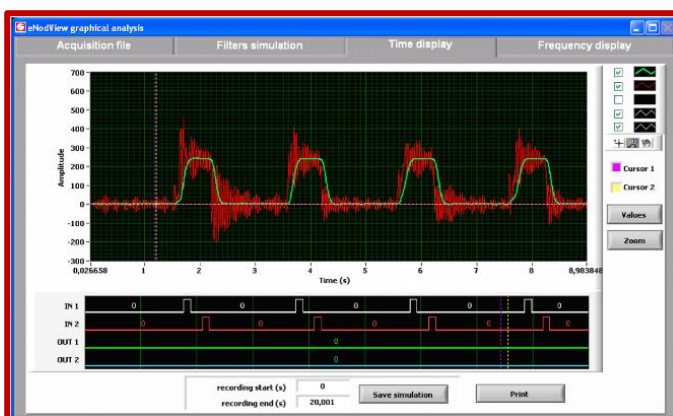 eNodView graphical analysis
Acquisition file Filters simulation Time display Frequency display
700
600
500
400
300
200
100
0
-100
-200
-300
Amplitude
0,026658 1 2 3 4 5 6 7 8 8,983848
Time (s)
Cursor 1
Cursor 2
Values
Zoom
IN 1 0 0 0 0 0
IN 2 0 0 0 0 0
OUT 1 0
OUT 2 0
recording start (s) 0
recording end (s) 20,001
Save simulation
Print